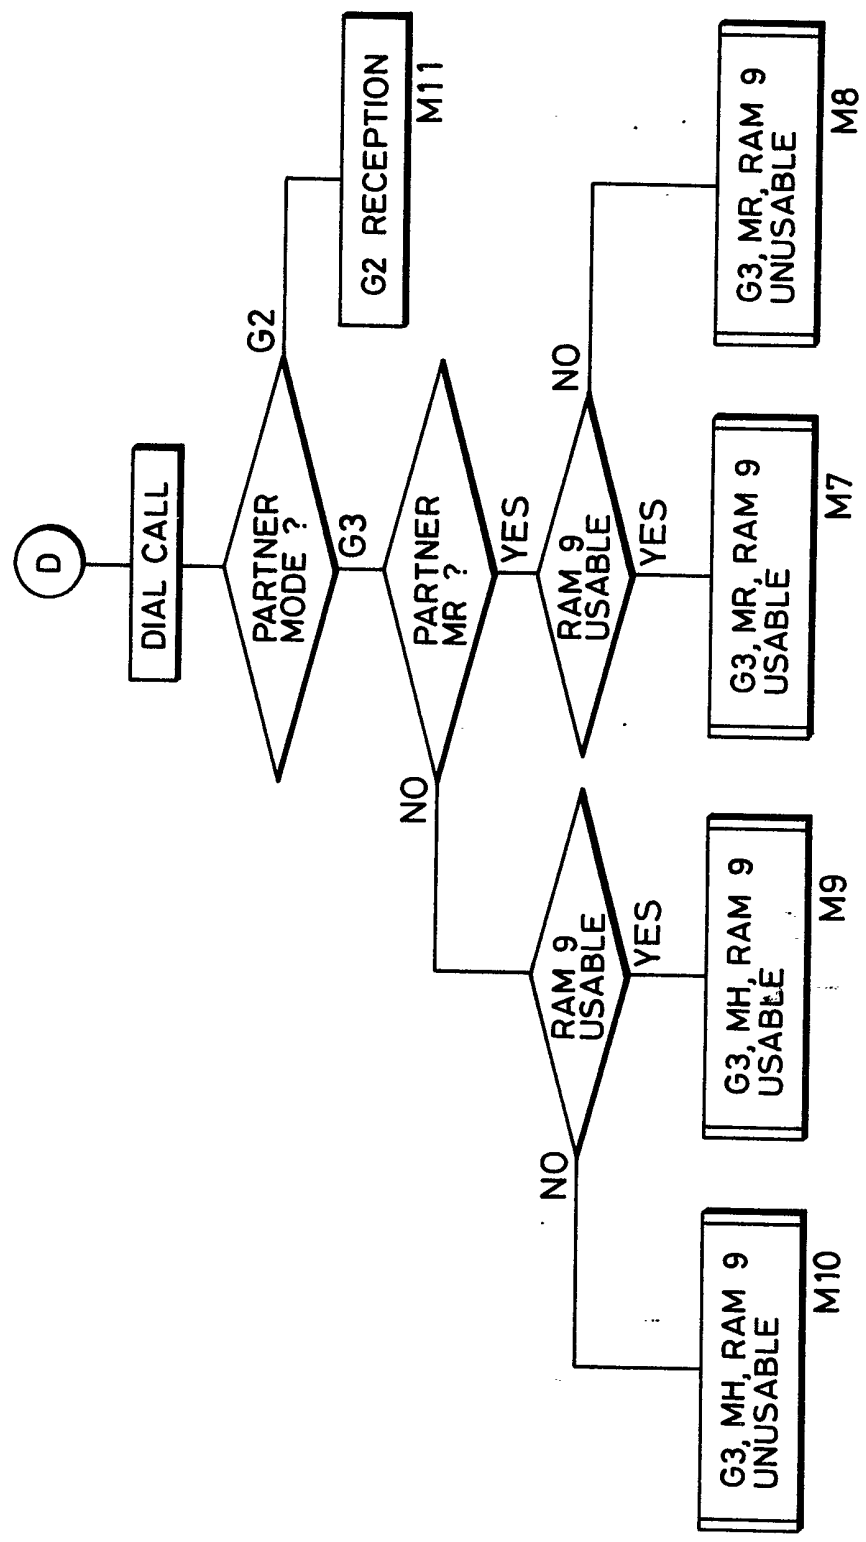 D
DIAL CALL
PARTNER
MODE ?
G2
G2 RECEPTION
M11
G3
PARTNER
MR ?
NO
YES
RAM 9
USABLE
NO
YES
RAM 9
USABLE
NO
YES
G3, MH, RAM 9
UNUSABLE
M10
G3, MH, RAM 9
USABLE
M9
G3, MR, RAM 9
USABLE
M7
G3, MR, RAM 9
UNUSABLE
M8